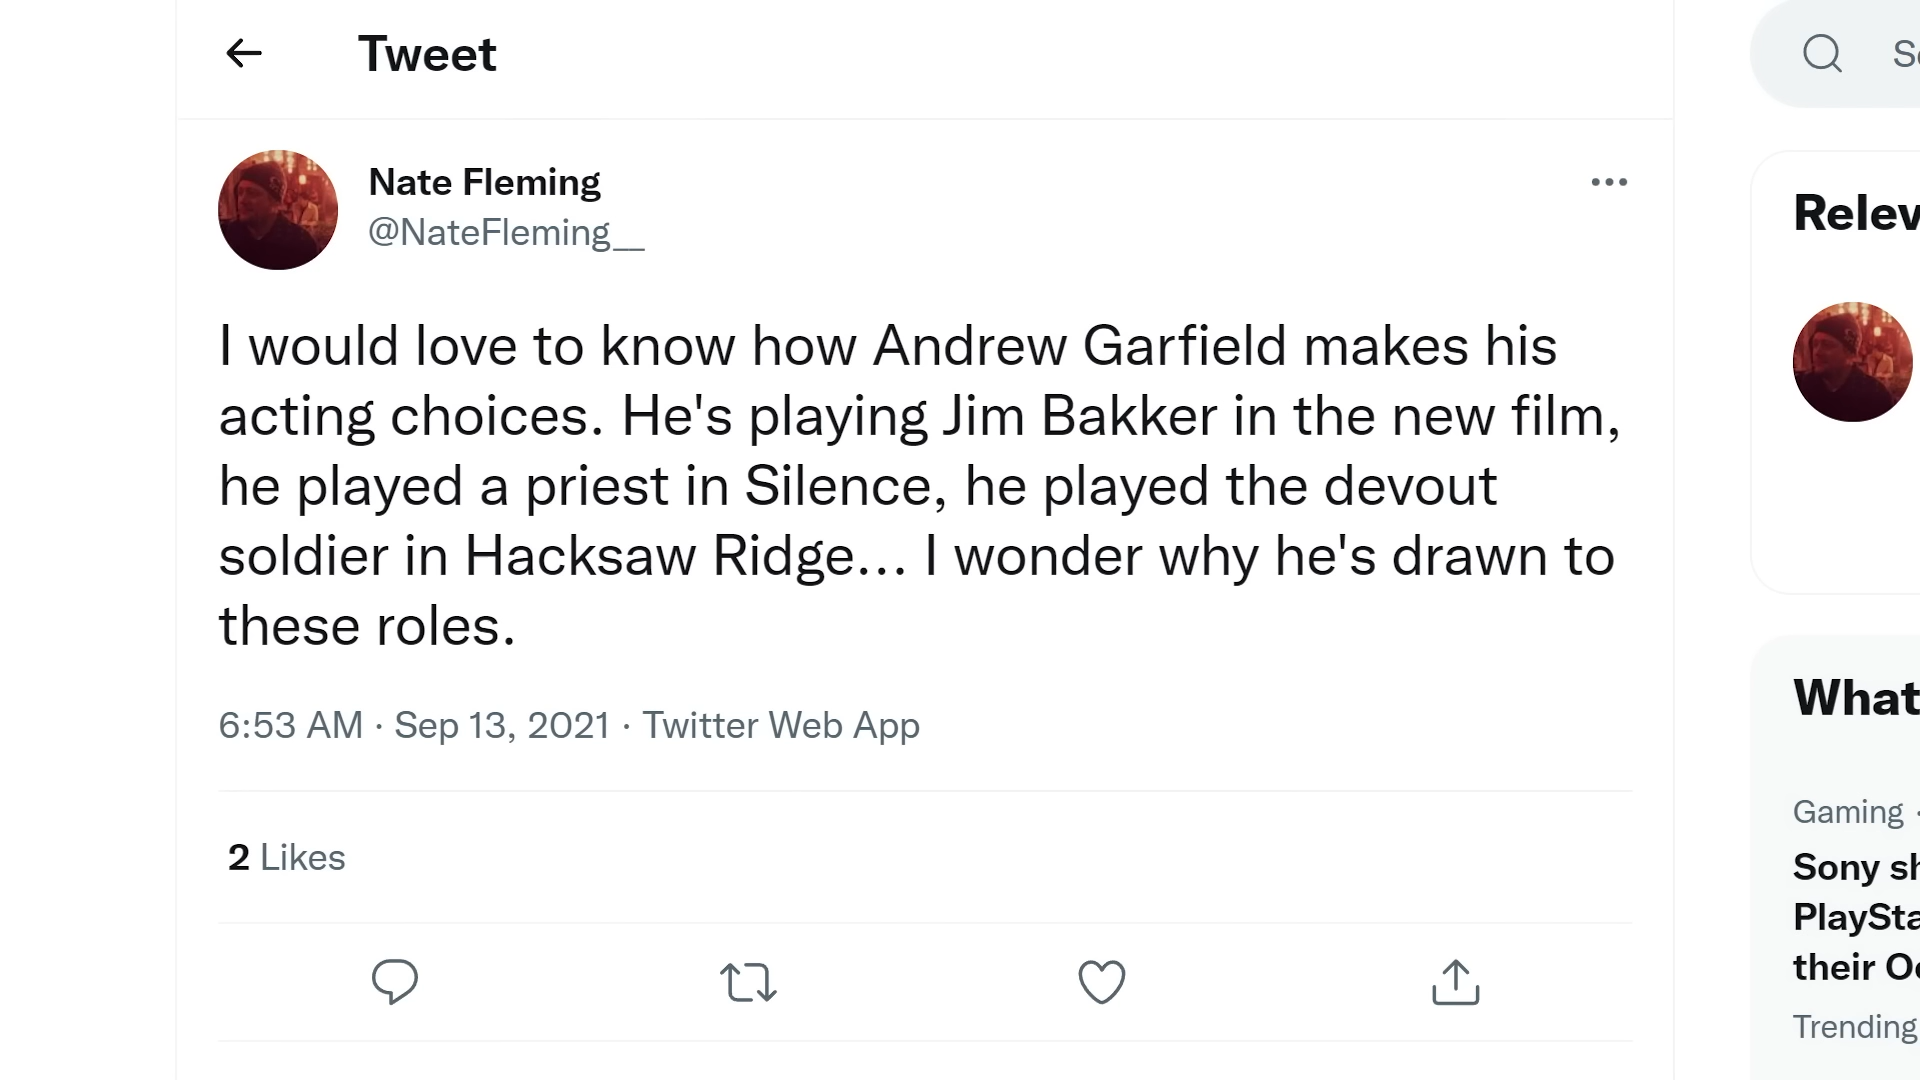 Tweet
Nate Fleming
@NateFleming__
I would love to know how Andrew Garfield makes his
acting choices. He's playing Jim Bakker in the new film,
he played a priest in Silence, he played the devout
soldier in Hacksaw Ridge... I wonder why he's drawn to
these roles.
6:53 AM · Sep 13, 2021 · Twitter Web App
2 Likes
Relev
What
Gaming ·
Sony sh
PlaySta
their Oc
Trending